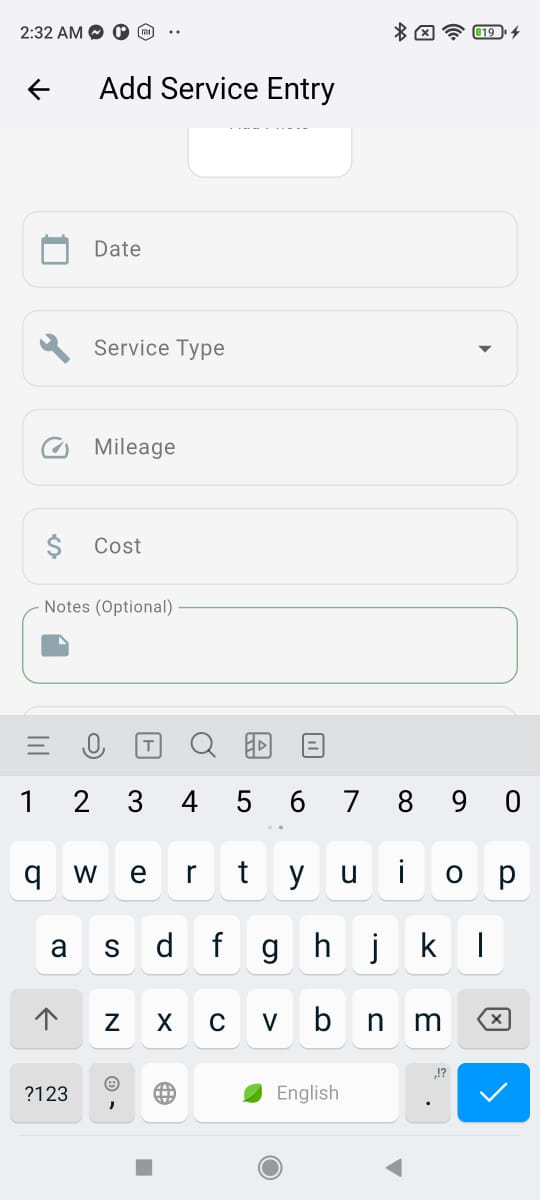 2:32 AM
19
Add Service Entry
Date
Service Type
Mileage
$ Cost
Notes (Optional)
T
1 2 3 4 5 6 7 8 9 0
q w e r t y u i o p
a s d f g h j k l
z x c v b n m
?123 , English ,!? .